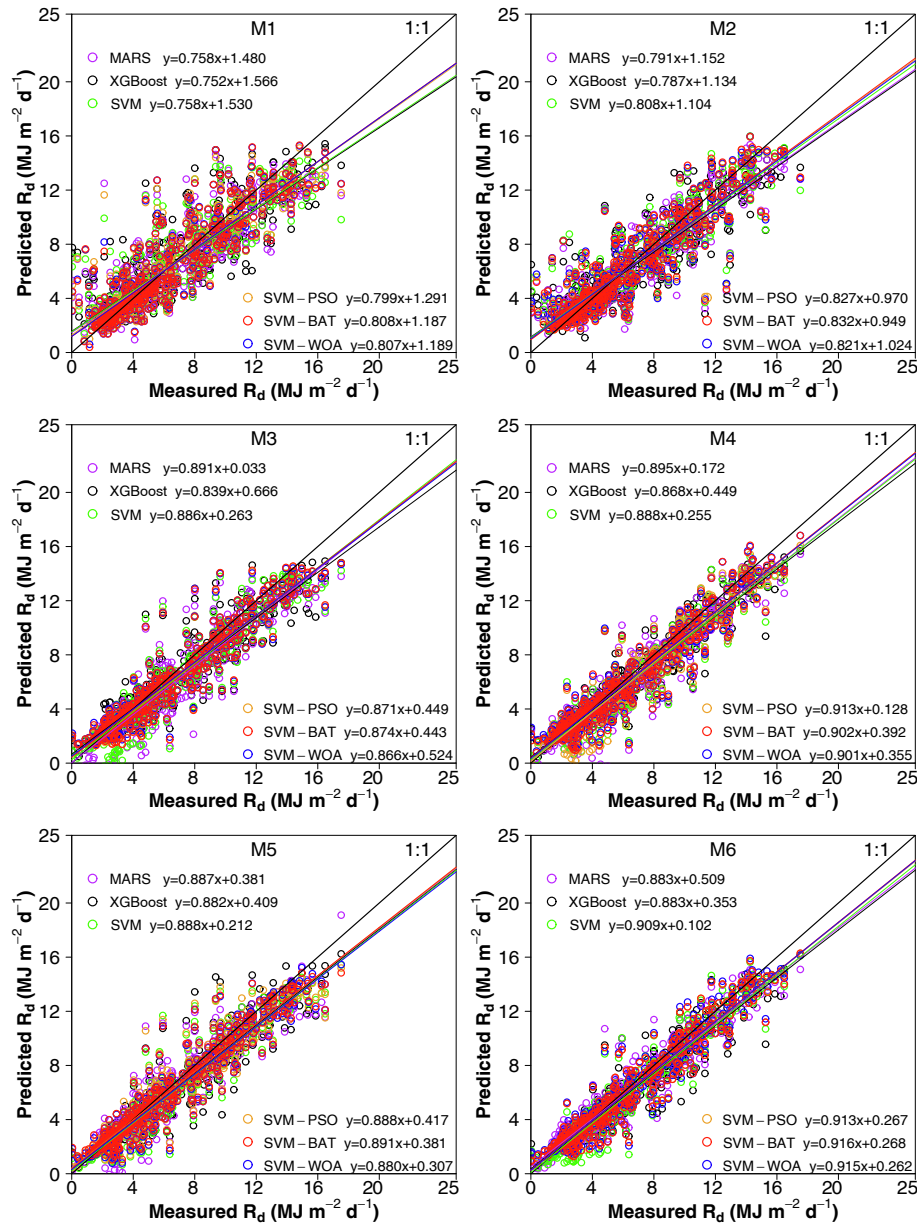 M1
1:1
MARS y=0.758x+1.480
XGBoost y=0.752x+1.566
SVM y=0.758x+1.530
SVM−PSO y=0.799x+1.291
SVM−BAT y=0.808x+1.187
SVM−WOA y=0.807x+1.189
25
20
16
12
8
4
0
0 4 8 12 16 20 25
Predicted Rd (MJ m−2 d−1)
Measured Rd (MJ m−2 d−1)
M2
1:1
MARS y=0.791x+1.152
XGBoost y=0.787x+1.134
SVM y=0.808x+1.104
SVM−PSO y=0.827x+0.970
SVM−BAT y=0.832x+0.949
SVM−WOA y=0.821x+1.024
25
20
16
12
8
4
0
0 4 8 12 16 20 25
Predicted Rd (MJ m−2 d−1)
Measured Rd (MJ m−2 d−1)
M3
1:1
MARS y=0.891x+0.033
XGBoost y=0.839x+0.666
SVM y=0.886x+0.263
SVM−PSO y=0.871x+0.449
SVM−BAT y=0.874x+0.443
SVM−WOA y=0.866x+0.524
25
20
16
12
8
4
0
0 4 8 12 16 20 25
Predicted Rd (MJ m−2 d−1)
Measured Rd (MJ m−2 d−1)
M4
1:1
MARS y=0.895x+0.172
XGBoost y=0.868x+0.449
SVM y=0.888x+0.255
SVM−PSO y=0.913x+0.128
SVM−BAT y=0.902x+0.392
SVM−WOA y=0.901x+0.355
25
20
16
12
8
4
0
0 4 8 12 16 20 25
Predicted Rd (MJ m−2 d−1)
Measured Rd (MJ m−2 d−1)
M5
1:1
MARS y=0.887x+0.381
XGBoost y=0.882x+0.409
SVM y=0.888x+0.212
SVM−PSO y=0.888x+0.417
SVM−BAT y=0.891x+0.381
SVM−WOA y=0.880x+0.307
25
20
16
12
8
4
0
0 4 8 12 16 20 25
Predicted Rd (MJ m−2 d−1)
Measured Rd (MJ m−2 d−1)
M6
1:1
MARS y=0.883x+0.509
XGBoost y=0.883x+0.353
SVM y=0.909x+0.102
SVM−PSO y=0.913x+0.267
SVM−BAT y=0.916x+0.268
SVM−WOA y=0.915x+0.262
25
20
16
12
8
4
0
0 4 8 12 16 20 25
Predicted Rd (MJ m−2 d−1)
Measured Rd (MJ m−2 d−1)